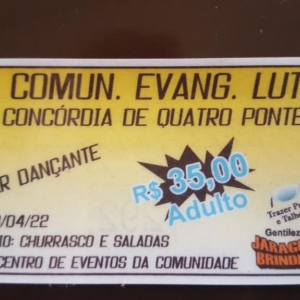 COMUN. EVANG. LUT
CONCÓRDIA DE QUATRO PONTE
R DANÇANTE
R$ 35,00
Adulto
/04/22
O: CHURRASCO E SALADAS
CENTRO DE EVENTOS DA COMUNIDADE
Trazer P
e Talhe
Gentilez
JARAG
BRIND